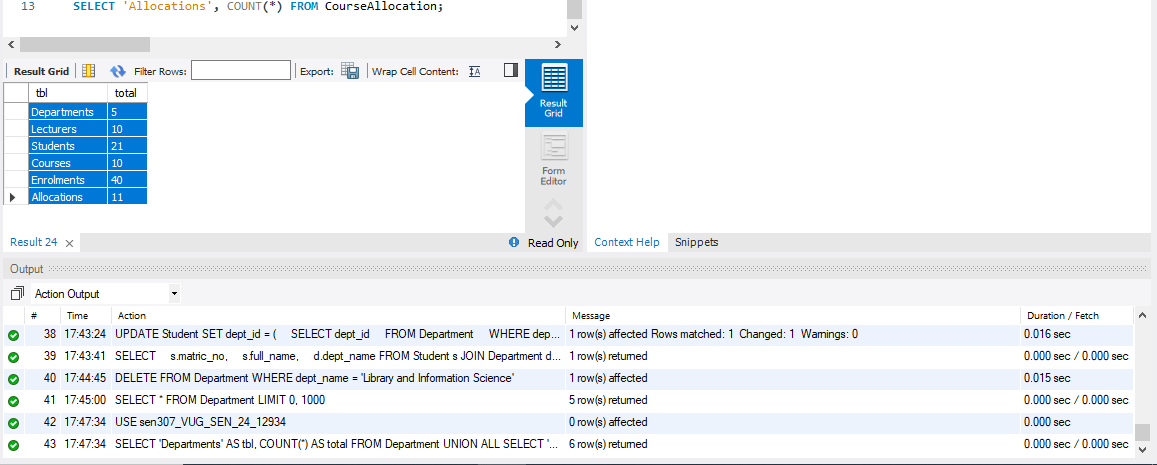 13 SELECT 'Allocations', COUNT(*) FROM CourseAllocation;
Result Grid Filter Rows: Export: Wrap Cell Content:
tbl total
Departments 5
Lecturers 10
Students 21
Courses 10
Enrolments 40
Allocations 11
Result Grid
Form Editor
Result 24 Read Only Context Help Snippets
Output
Action Output
# Time Action Message Duration / Fetch
38 17:43:24 UPDATE Student SET dept_id = ( SELECT dept_id FROM Department WHERE dep... 1 row(s) affected Rows matched: 1 Changed: 1 Warnings: 0 0.016 sec
39 17:43:41 SELECT s.matric_no, s.full_name, d.dept_name FROM Student s JOIN Department d... 1 row(s) returned 0.000 sec / 0.000 sec
40 17:44:45 DELETE FROM Department WHERE dept_name = 'Library and Information Science' 1 row(s) affected 0.015 sec
41 17:45:00 SELECT * FROM Department LIMIT 0, 1000 5 row(s) returned 0.000 sec / 0.000 sec
42 17:47:34 USE sen307_VUG_SEN_24_12934 0 row(s) affected 0.000 sec
43 17:47:34 SELECT 'Departments' AS tbl, COUNT(*) AS total FROM Department UNION ALL SELECT '... 6 row(s) returned 0.000 sec / 0.000 sec